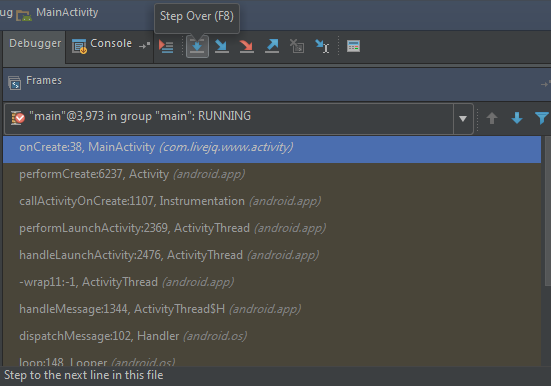 ug MainActivity
Step Over (F8)
Debugger Console
Frames
"main"@3,973 in group "main": RUNNING
onCreate:38, MainActivity (com.livejq.www.activity)
performCreate:6237, Activity (android.app)
callActivityOnCreate:1107, Instrumentation (android.app)
performLaunchActivity:2369, ActivityThread (android.app)
handleLaunchActivity:2476, ActivityThread (android.app)
-wrap11:-1, ActivityThread (android.app)
handleMessage:1344, ActivityThread$H (android.app)
dispatchMessage:102, Handler (android.os)
loop:148, Looper (android.os)
Step to the next line in this file